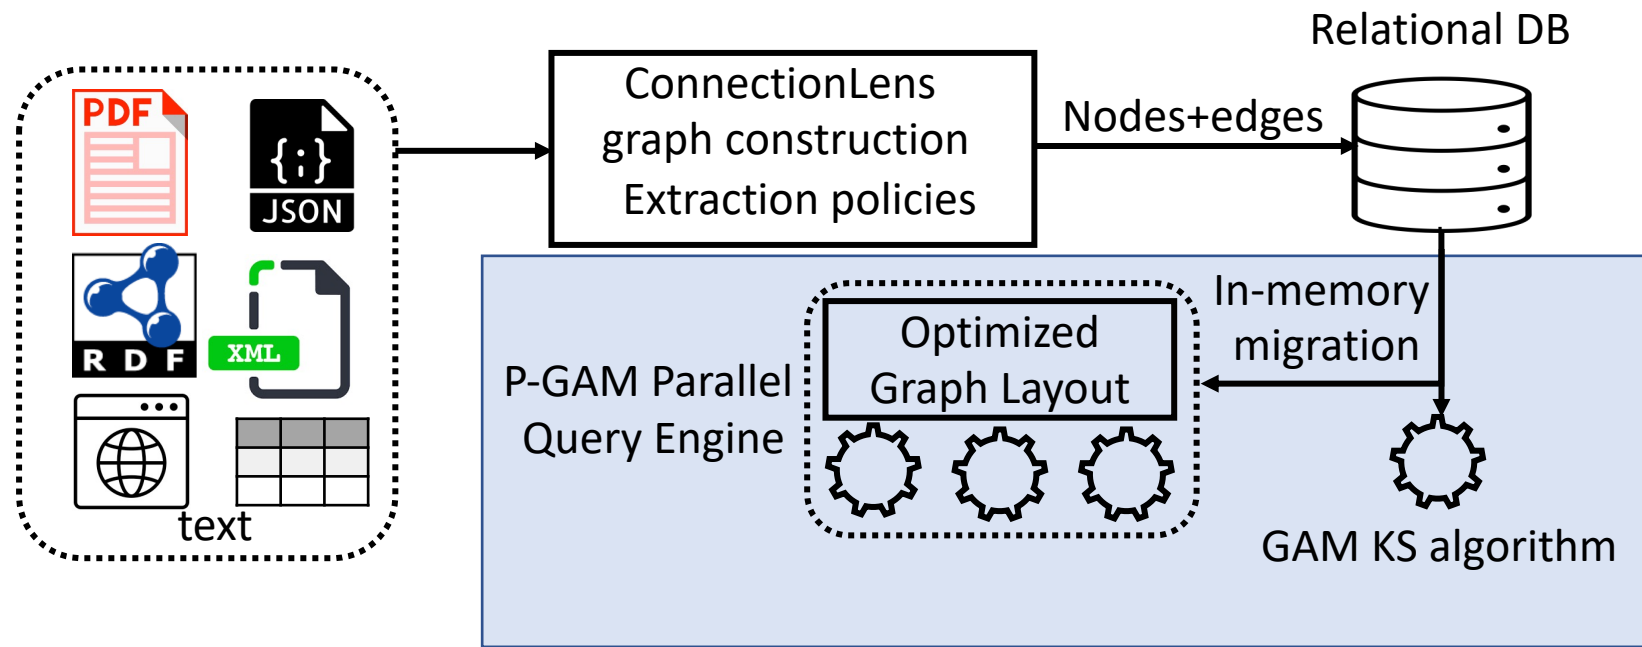 PDF
{;}
JSON
RDF
XML
text
ConnectionLens
graph construction
Extraction policies
Nodes+edges
Relational DB
In-memory
migration
Optimized
Graph Layout
P-GAM Parallel
Query Engine
GAM KS algorithm